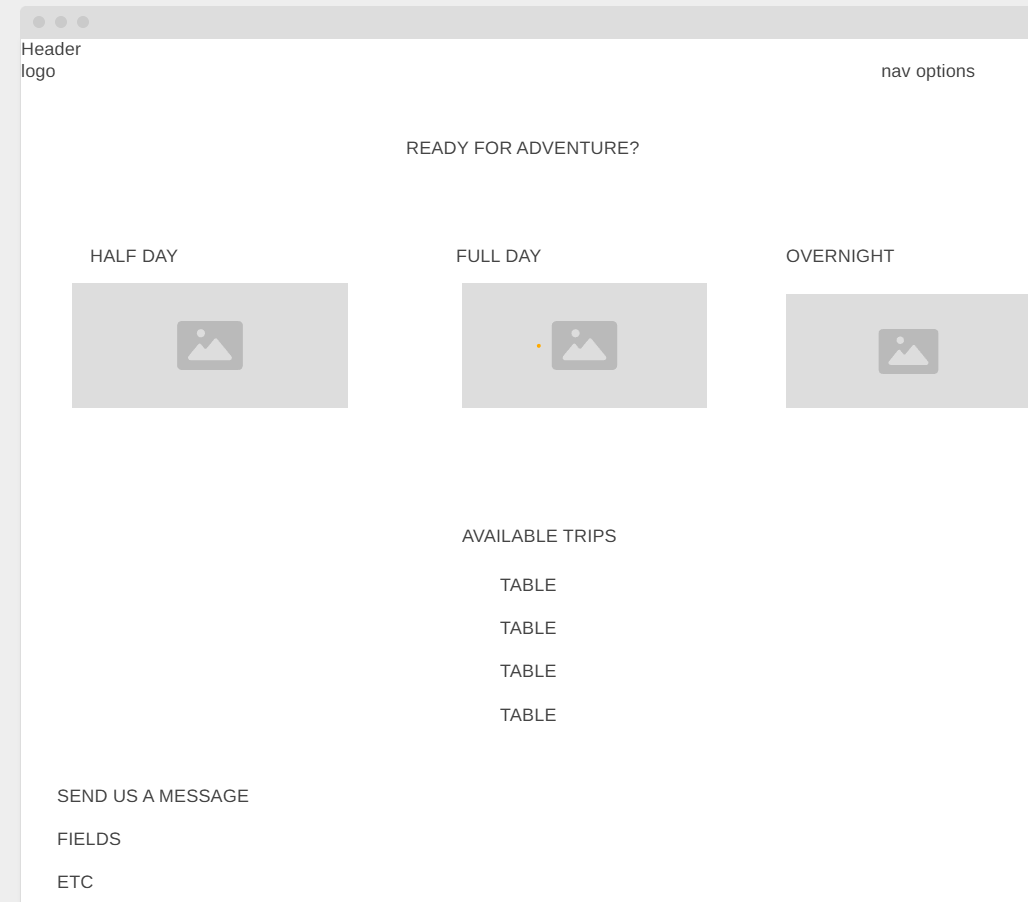 Header
logo
nav options
READY FOR ADVENTURE?
HALF DAY
FULL DAY
OVERNIGHT
AVAILABLE TRIPS
TABLE
TABLE
TABLE
TABLE
SEND US A MESSAGE
FIELDS
ETC